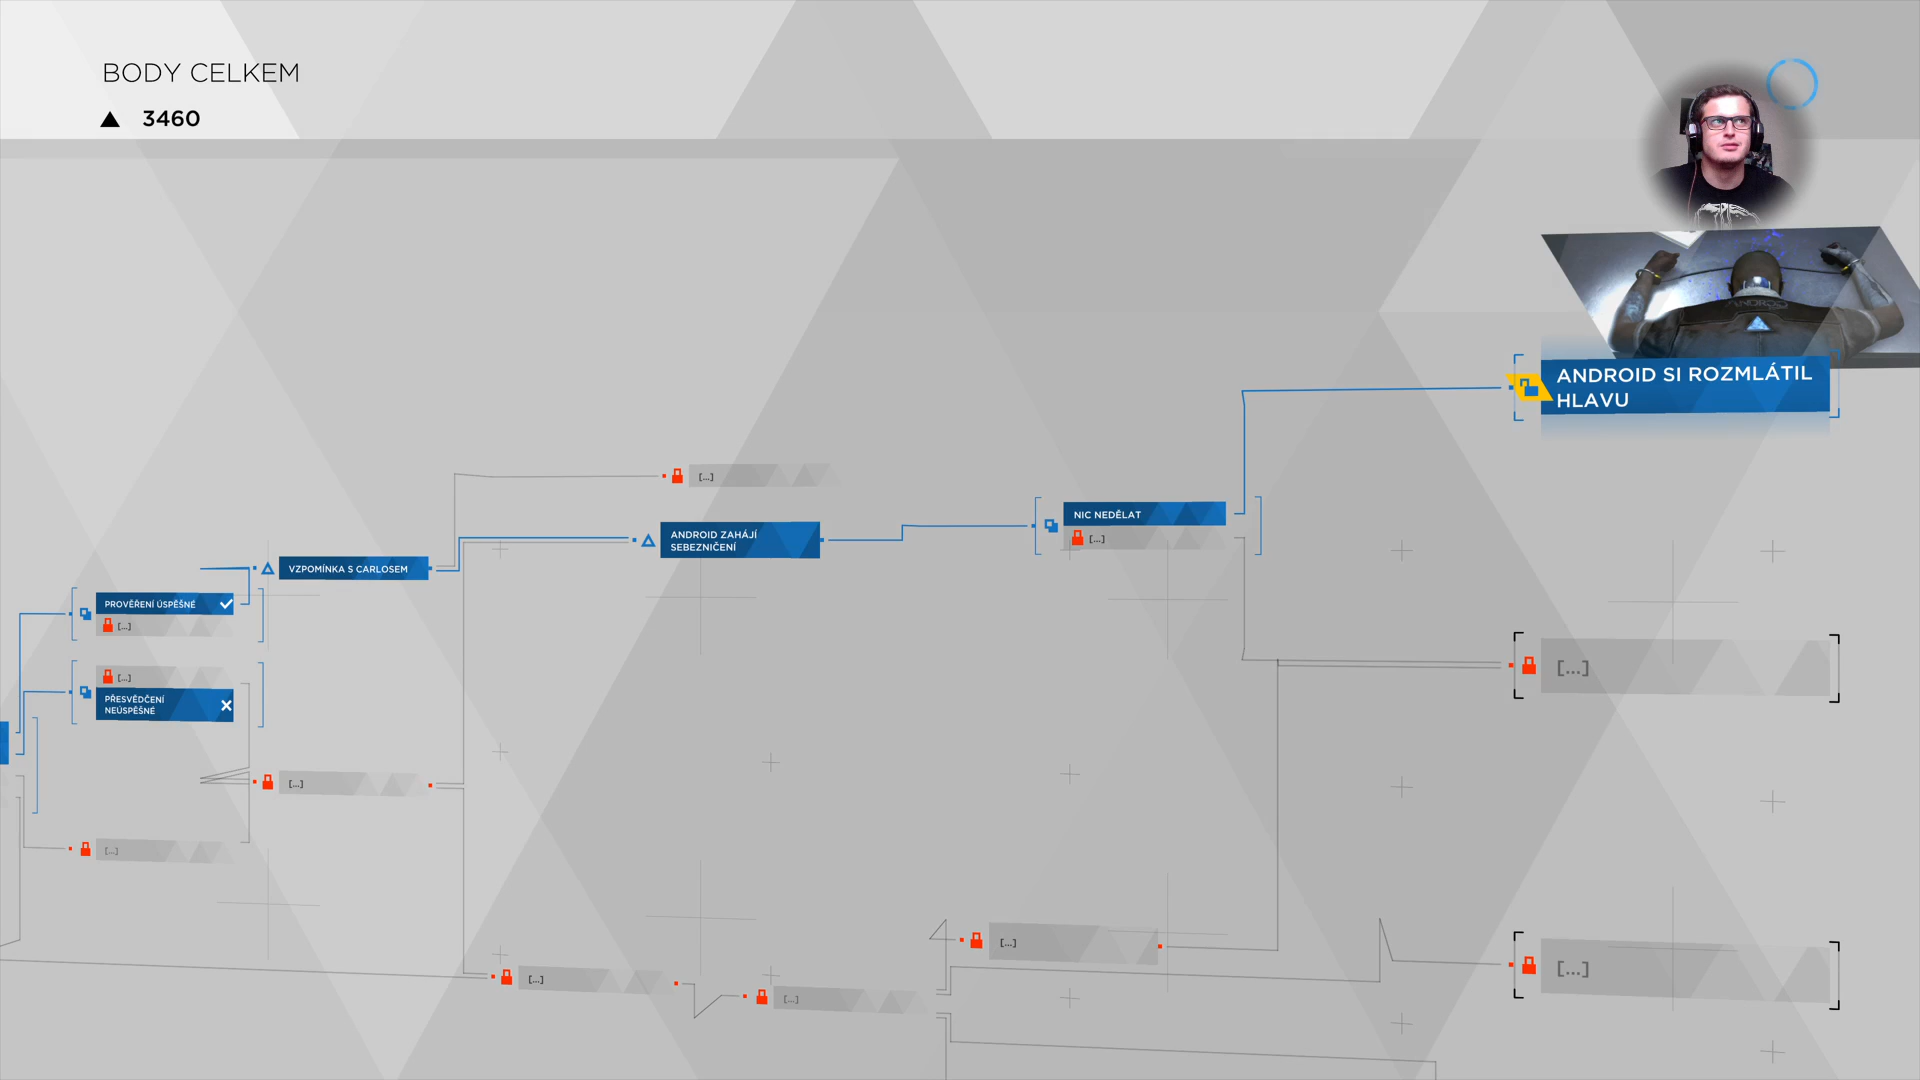 BODY CELKEM
3460
ANDROID SI ROZMLÁTIL
HLAVU
[...]
ANDROID ZAHÁJÍ
SEBEZNIČENÍ
NIC NEDĚLAT
[...]
VZPOMÍNKA S CARLOSEM
PROVĚŘENÍ ÚSPĚŠNÉ
[...]
[...]
PŘESVĚDČENÍ
NEÚSPĚŠNÉ
[...]
[...]
[...]
[...]
[...]
[...]
[...]